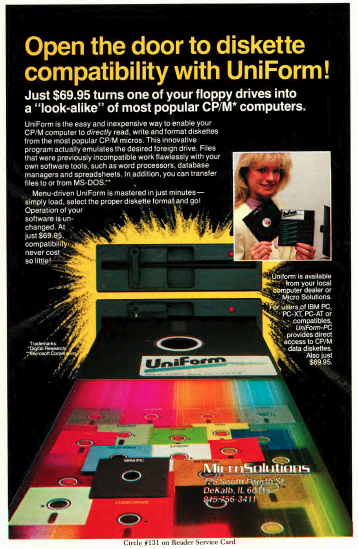 Open the door to diskette
compatibility with UniForm!
Just $69.95 turns one of your floppy drives into
a "look-alike" of most popular CP/M* computers.
UniForm is the easy and inexpensive way to enable your
CP/M computer to directly read, write and format diskettes
from the most popular CP/M micros. This innovative
program actually emulates the desired foreign drive. Files
that were previously incompatible work flawlessly with your
own software tools, such as word processors, database
managers and spreadsheets. In addition, you can transfer
files to or from MS-DOS.**
Menu-driven UniForm is mastered in just minutes—
simply load, select the proper diskette format and go!
Operation of your
software is un-
changed. At
just $69.95,
compatibility
never cost
so little!
Uniform is available
from your local
computer dealer or
Micro Solutions.
For users of IBM PC,
PC-XT, PC-AT or
compatibles,
UniForm-PC
provides direct
access to CP/M
data diskettes.
Also just
$69.95.
Trademarks:
*Digital Research
**Microsoft Corporation
UniForm
IBM PC
EPSON
OSBORNE
MicroSolutions
125 South Fourth St.
DeKalb, IL 60115
815-756-3411
Circle #131 on Reader Service Card